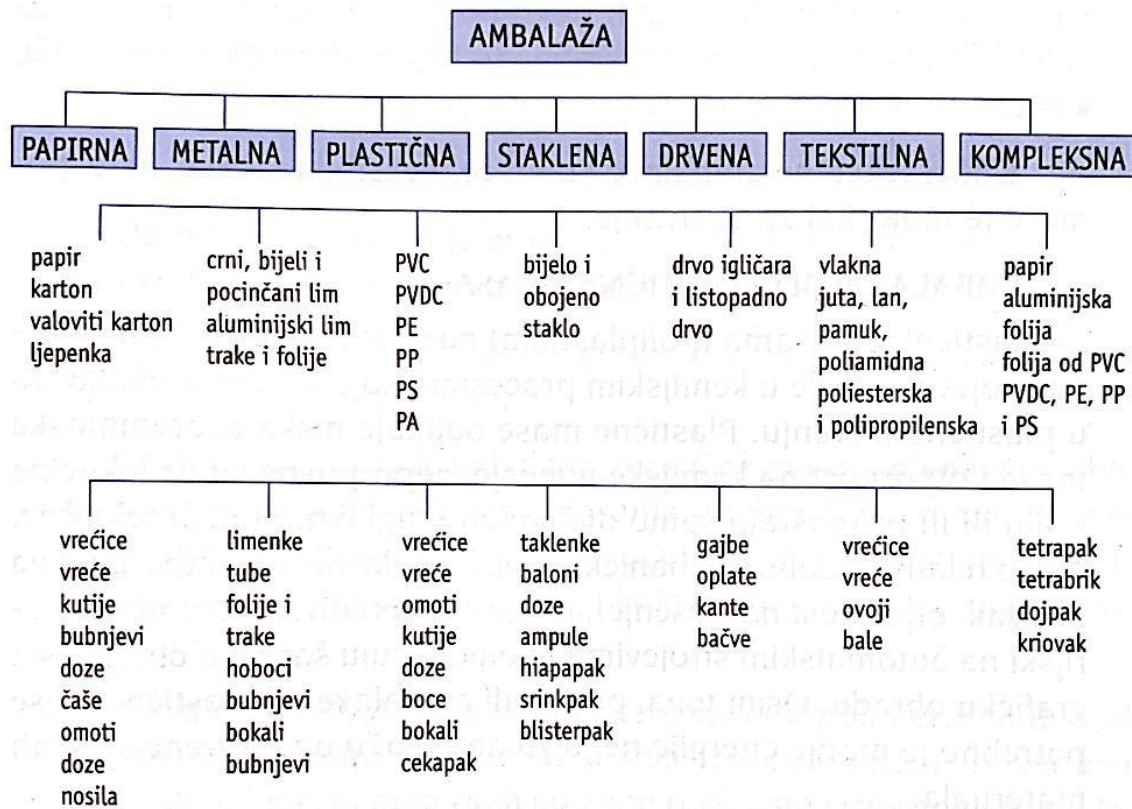 AMBALAŽA
PAPIRNA METALNA PLASTIČNA STAKLENA DRVENA TEKSTILNA KOMPLEKSNA
papir
karton
valoviti karton
ljepenka
crni, bijeli i
pocinčani lim
aluminijski lim
trake i folije
PVC
PVDC
PE
PP
PS
PA
bijelo i
obojeno
staklo
drvo igličara
i listopadno
drvo
vlakna
juta, lan,
pamuk,
poliamidna
poliesterska
i polipropilenska
papir
aluminijska
folija
folija od PVC
PVDC, PE, PP
i PS
vrećice
vreće
kutije
bubnjevi
doze
čaše
omoti
doze
nosila
limenke
tube
folije i
trake
hoboci
bubnjevi
bokali
bubnjevi
vrećice
vreće
omoti
kutije
doze
boce
bokali
cekapak
taklenke
baloni
doze
ampule
hiapapak
srinkpak
blisterpak
gajbe
oplate
kante
bačve
vrećice
vreće
ovoji
bale
tetrapak
tetrabrik
dojpak
kriovak